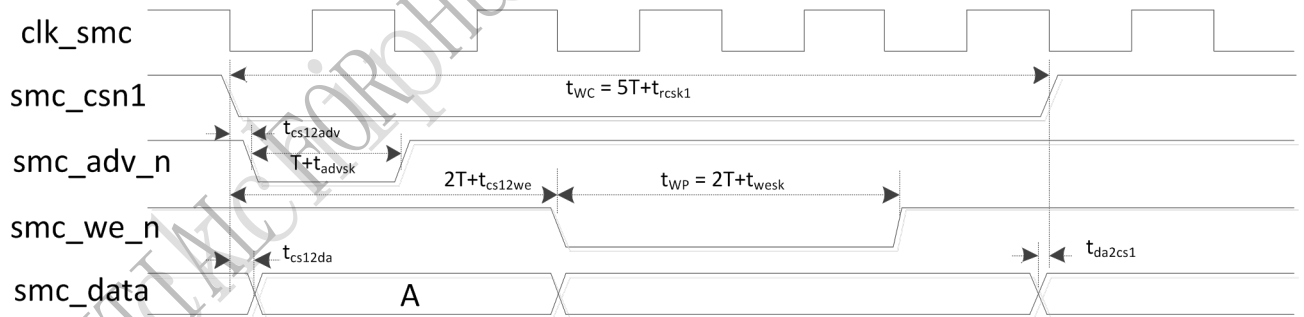 clk_smc
smc_csn1
t_WC = 5T+t_rcsk1
t_cs12adv
smc_adv_n
T+t_advsk
2T+t_cs12we
t_WP = 2T+t_wesk
smc_we_n
t_cs12da
t_da2cs1
smc_data
A